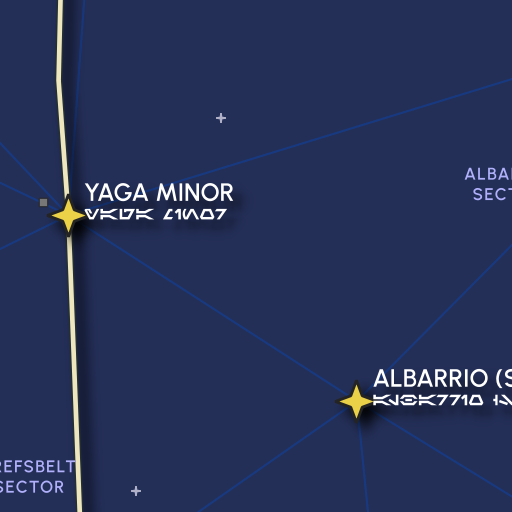 YAGA MINOR
ALBARRIO (S
ALBA
SECT
REFSBELT
SECTOR